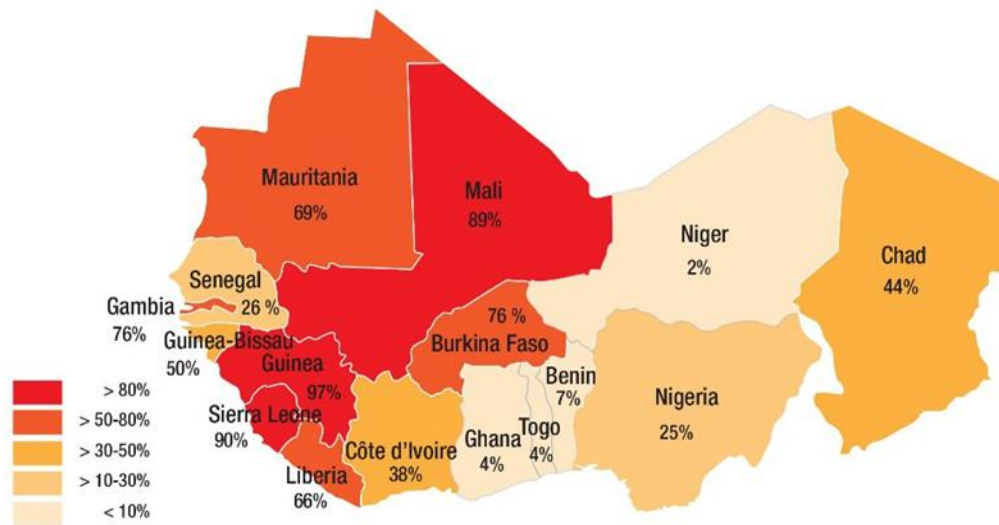 Mauritania
69%
Mali
89%
Niger
2%
Chad
44%
Senegal
26 %
Gambia
76%
Guinea-Bissau
50%
Guinea
97%
Sierra Leone
90%
Liberia
66%
Côte d'Ivoire
38%
76 %
Burkina Faso
Ghana
4%
Togo
4%
Benin
7%
Nigeria
25%
> 80%
> 50-80%
> 30-50%
> 10-30%
< 10%